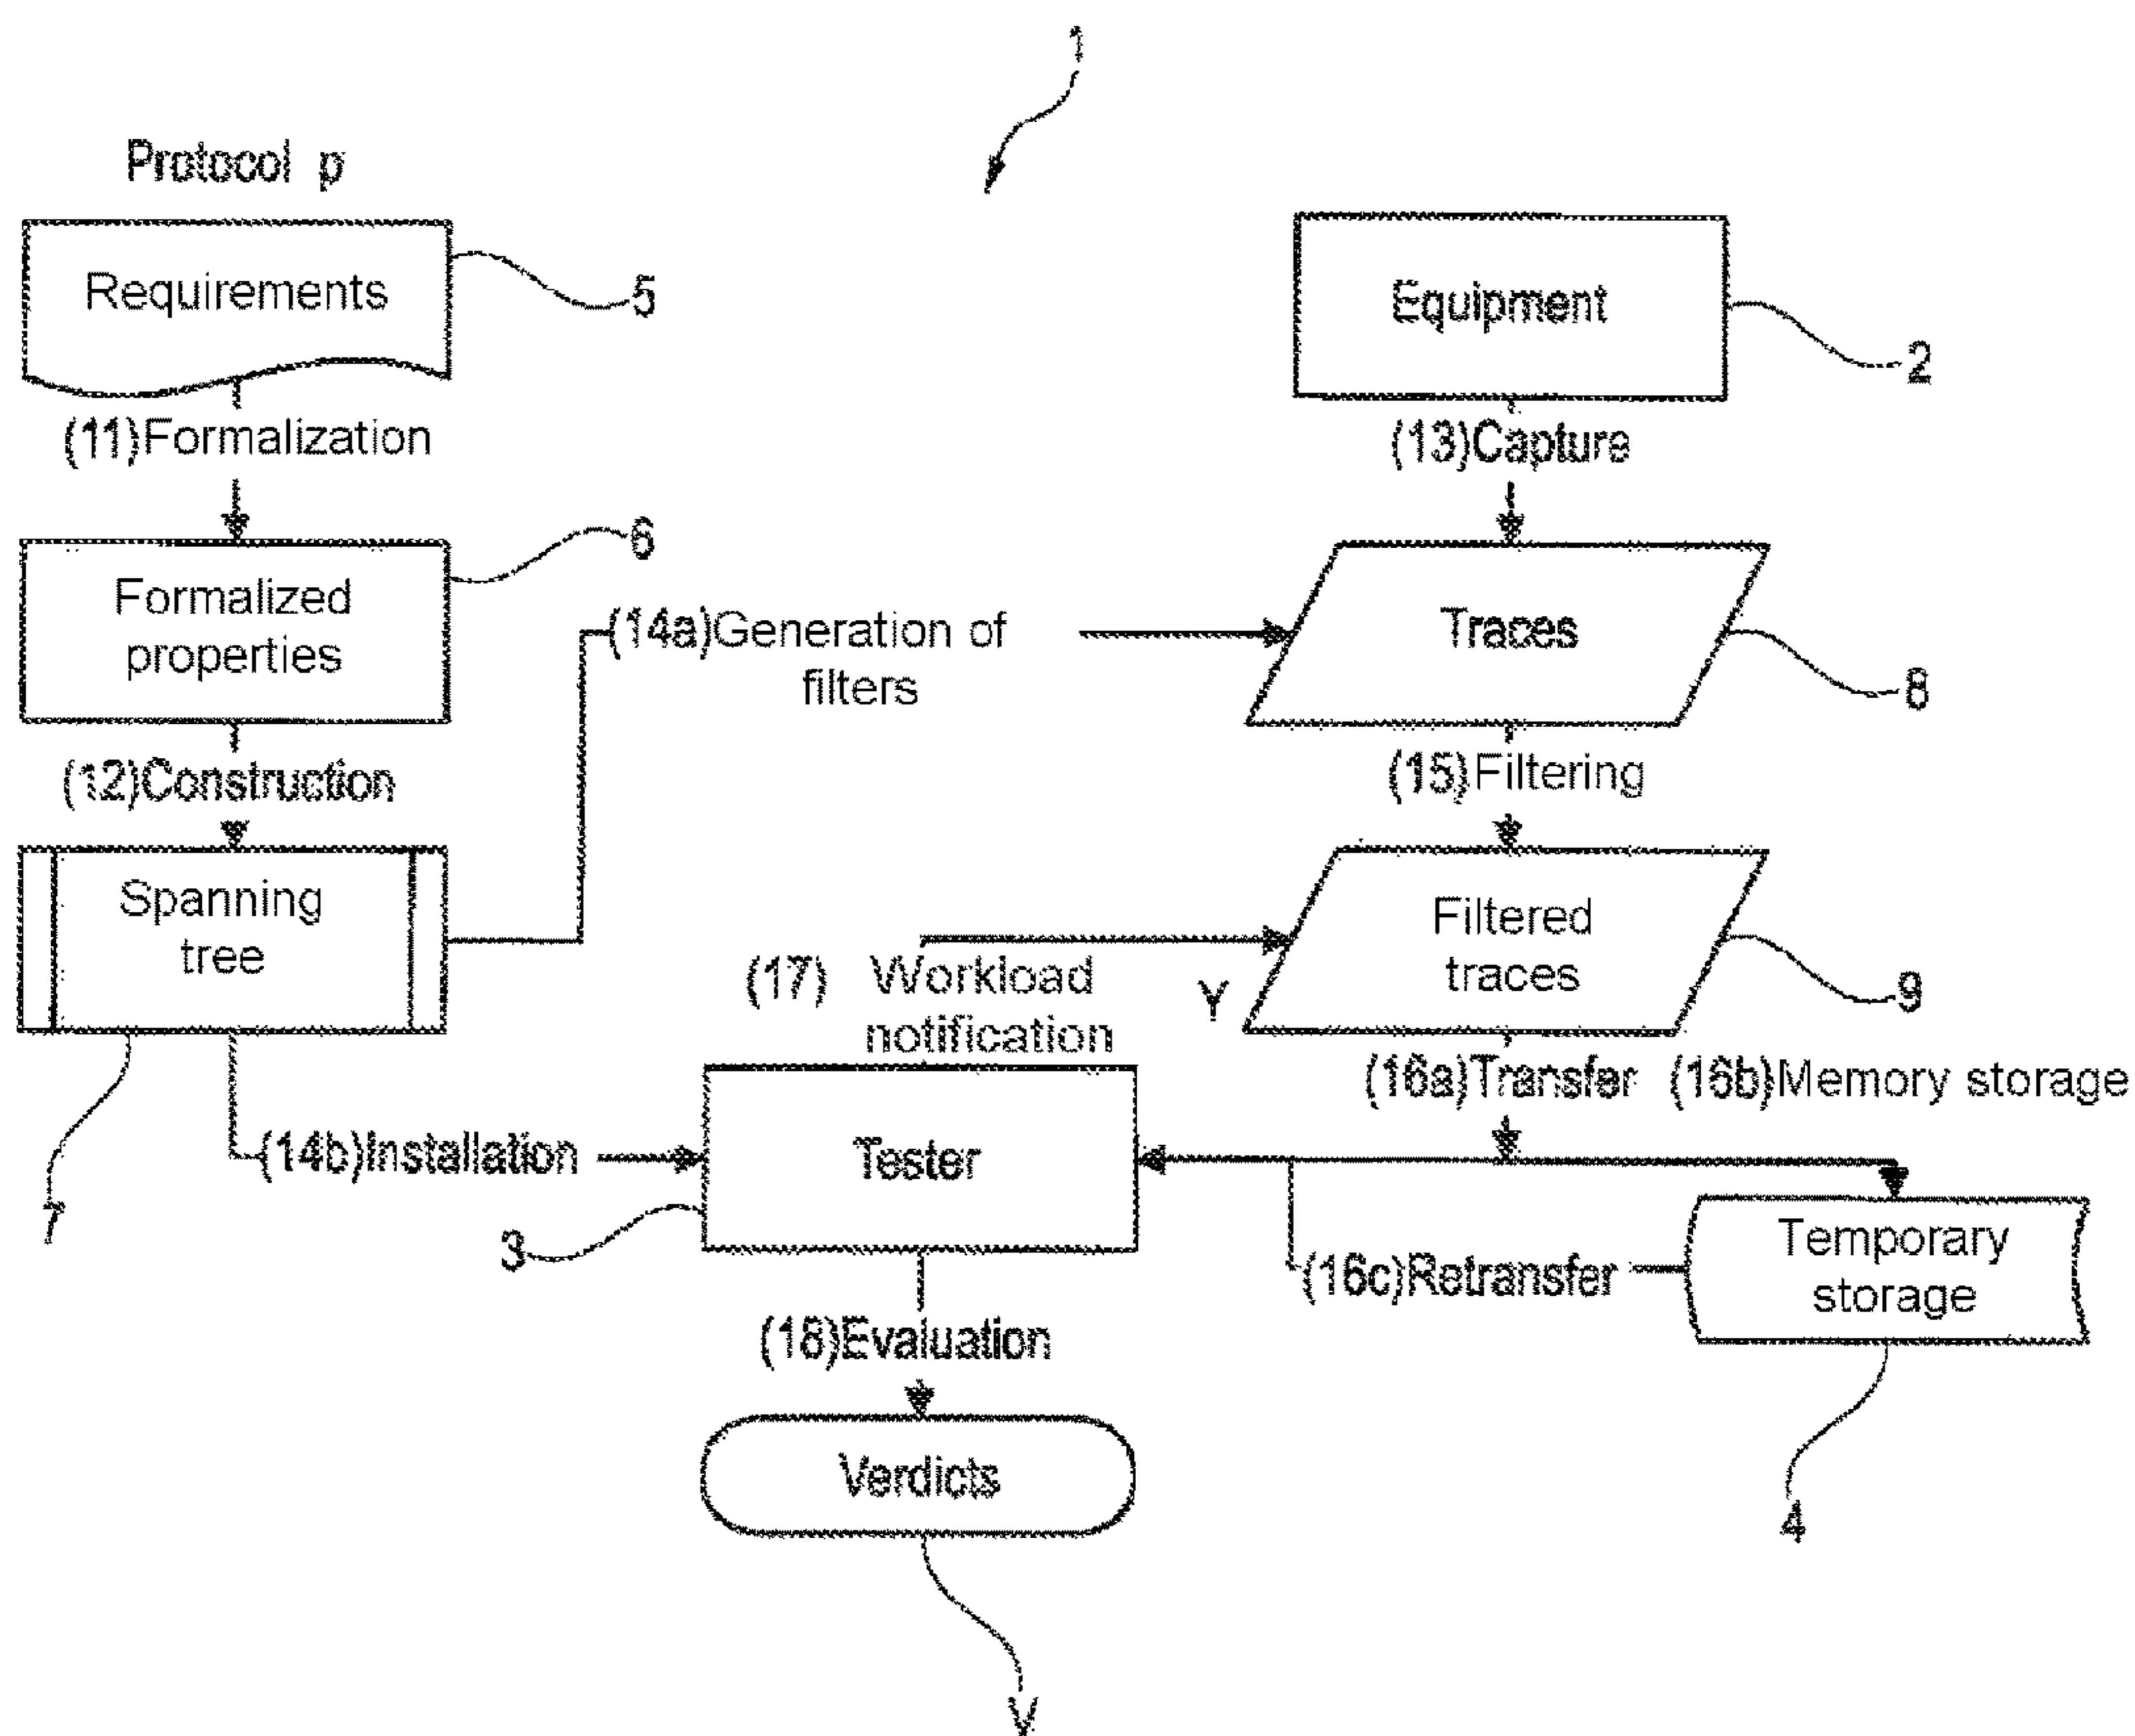 1
Protocol p
Requirements
5
Equipment
2
(11)Formalization
(13)Capture
6
Formalized
properties
(14a)Generation of
filters
Traces
8
(12)Construction
(15)Filtering
Spanning
tree
Filtered
traces
9
(17) Workload
notification
Y
(16a)Transfer
(16b)Memory storage
(14b)Installation
Tester
7
3
(16c)Retransfer
Temporary
storage
(18)Evaluation
Verdicts
4
V